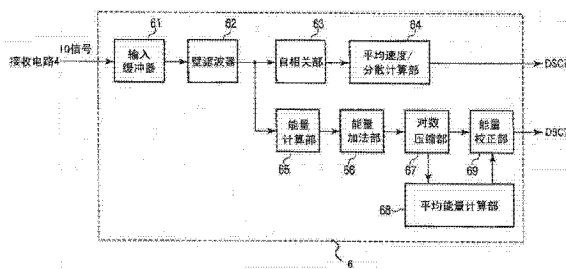 61
62
63
64
接收电路4
IQ信号
输入
缓冲器
壁滤波器
自相关部
平均速度/
分散计算部
DSC7
能量
计算部
能量
加法部
对数
压缩部
能量
校正部
DSC7
65
66
67
69
68
平均能量计算部
6